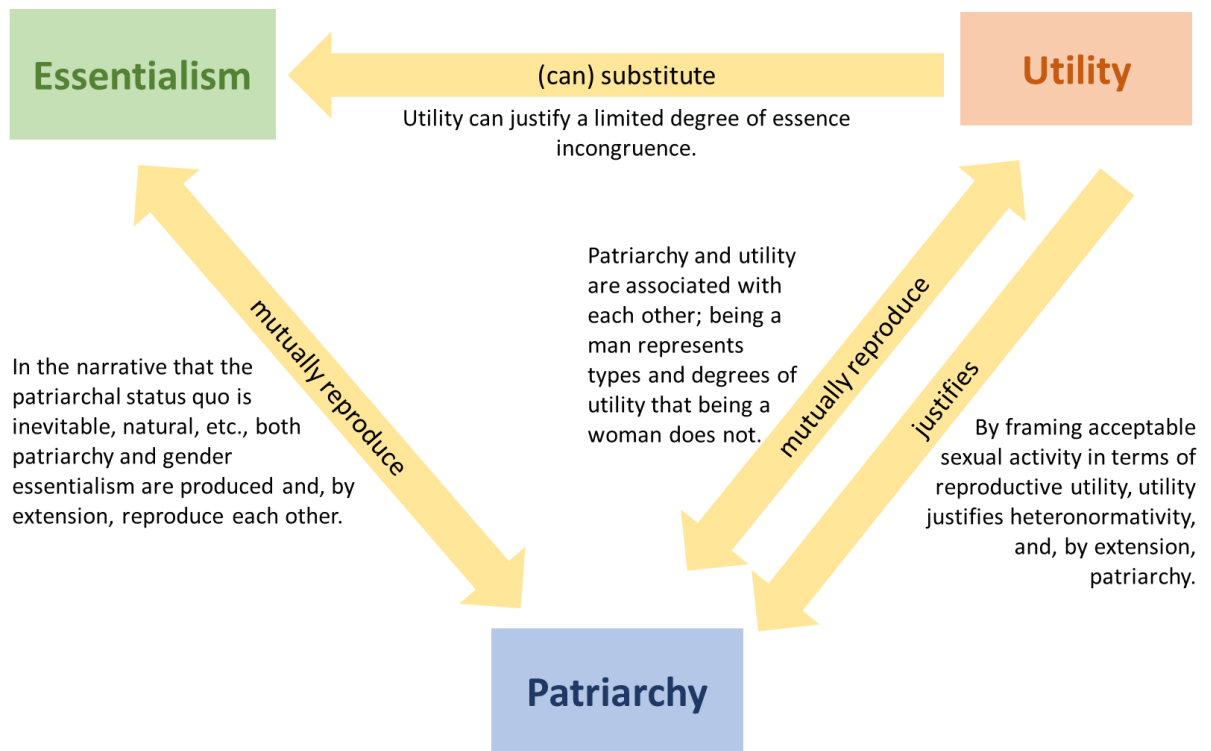 Essentialism
(can) substitute
Utility
Utility can justify a limited degree of essence
incongruence.
mutually reproduce
In the narrative that the
patriarchal status quo is
inevitable, natural, etc., both
patriarchy and gender
essentialism are produced and, by
extension, reproduce each other.
Patriarchy and utility
are associated with
each other; being a
man represents
types and degrees of
utility that being a
woman does not.
mutually reproduce
justifies
By framing acceptable
sexual activity in terms of
reproductive utility, utility
justifies heteronormativity,
and, by extension,
patriarchy.
Patriarchy